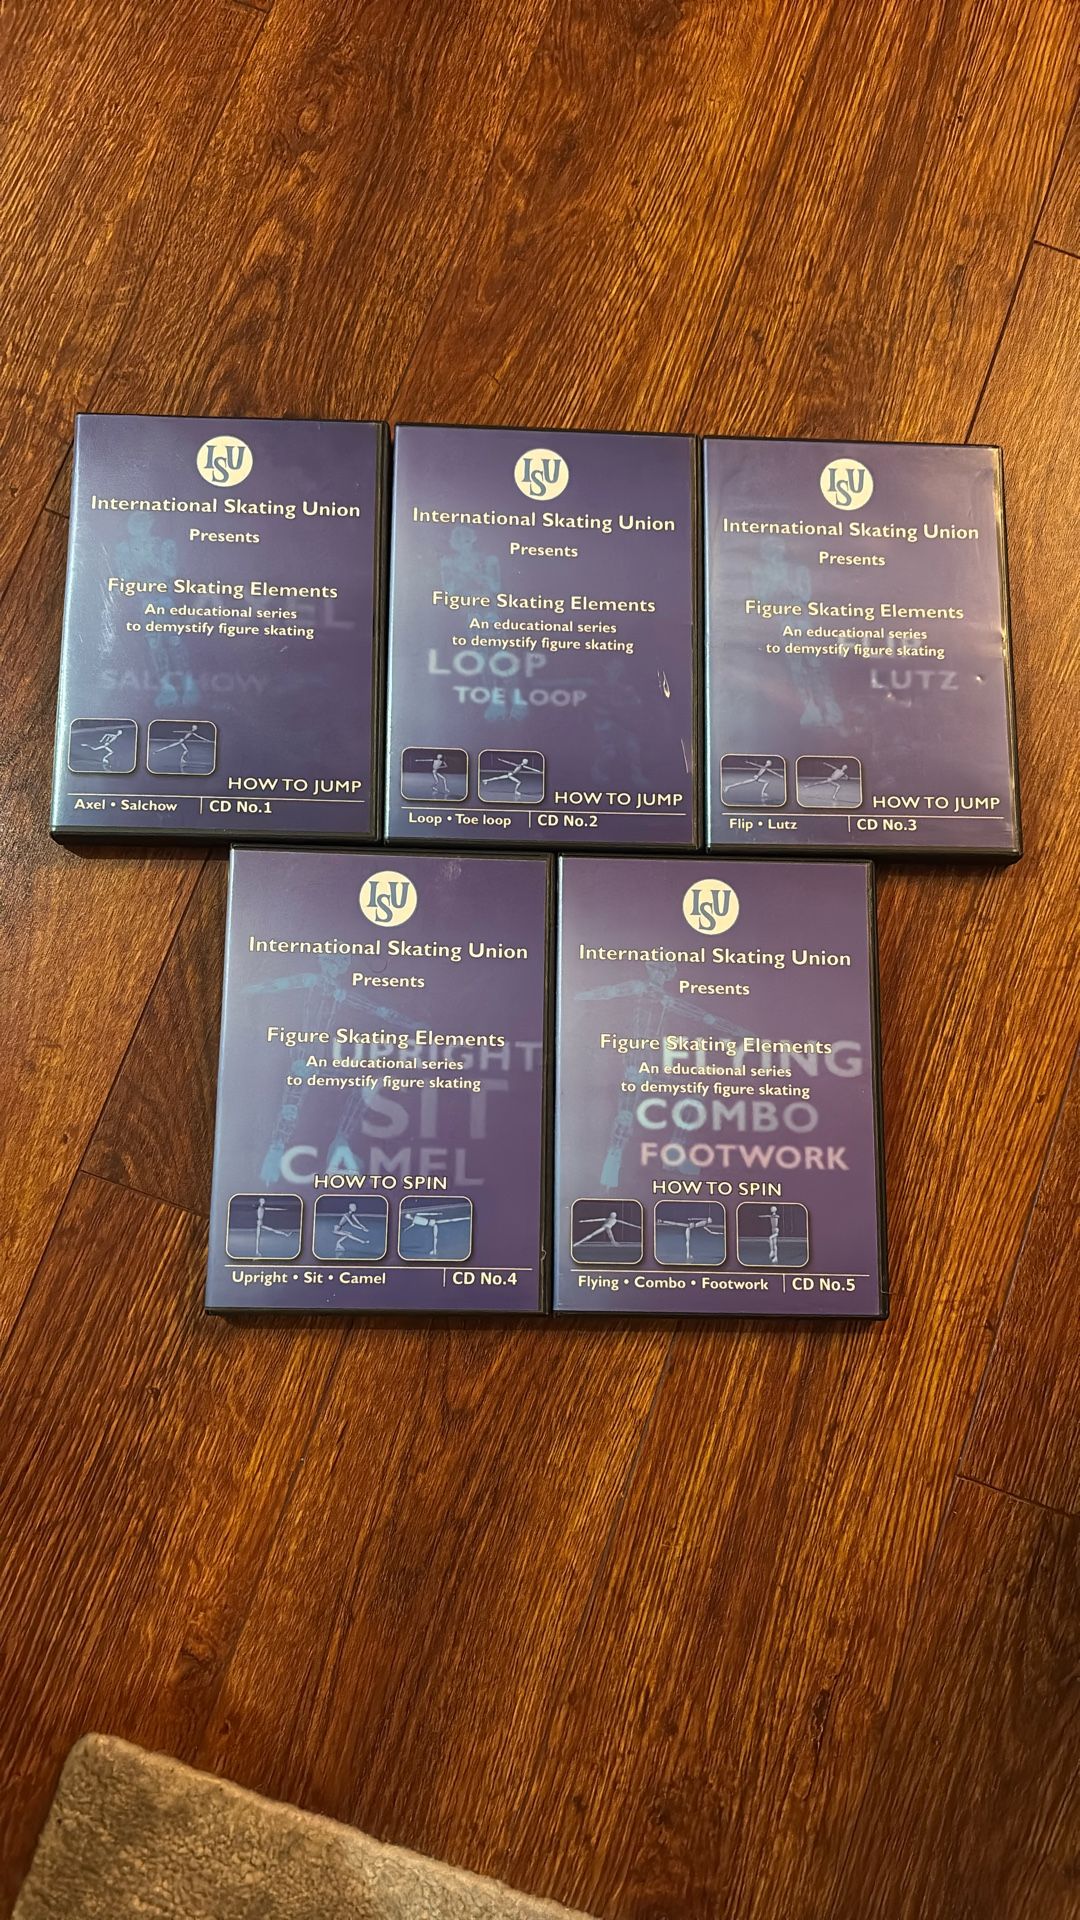 ISU
International Skating Union
Presents
Figure Skating Elements
An educational series
to demystify figure skating
SALCHOW
HOW TO JUMP
Axel • Salchow | CD No.1
ISU
International Skating Union
Presents
Figure Skating Elements
An educational series
to demystify figure skating
LOOP
TOE LOOP
HOW TO JUMP
Loop • Toe loop | CD No.2
ISU
International Skating Union
Presents
Figure Skating Elements
An educational series
to demystify figure skating
LUTZ
HOW TO JUMP
Flip • Lutz | CD No.3
ISU
International Skating Union
Presents
Figure Skating Elements
UPRIGHT
An educational series
to demystify figure skating
SIT
CAMEL
HOW TO SPIN
Upright • Sit • Camel | CD No.4
ISU
International Skating Union
Presents
Figure Skating Elements
FLYING
An educational series
to demystify figure skating
COMBO
FOOTWORK
HOW TO SPIN
Flying • Combo • Footwork | CD No.5